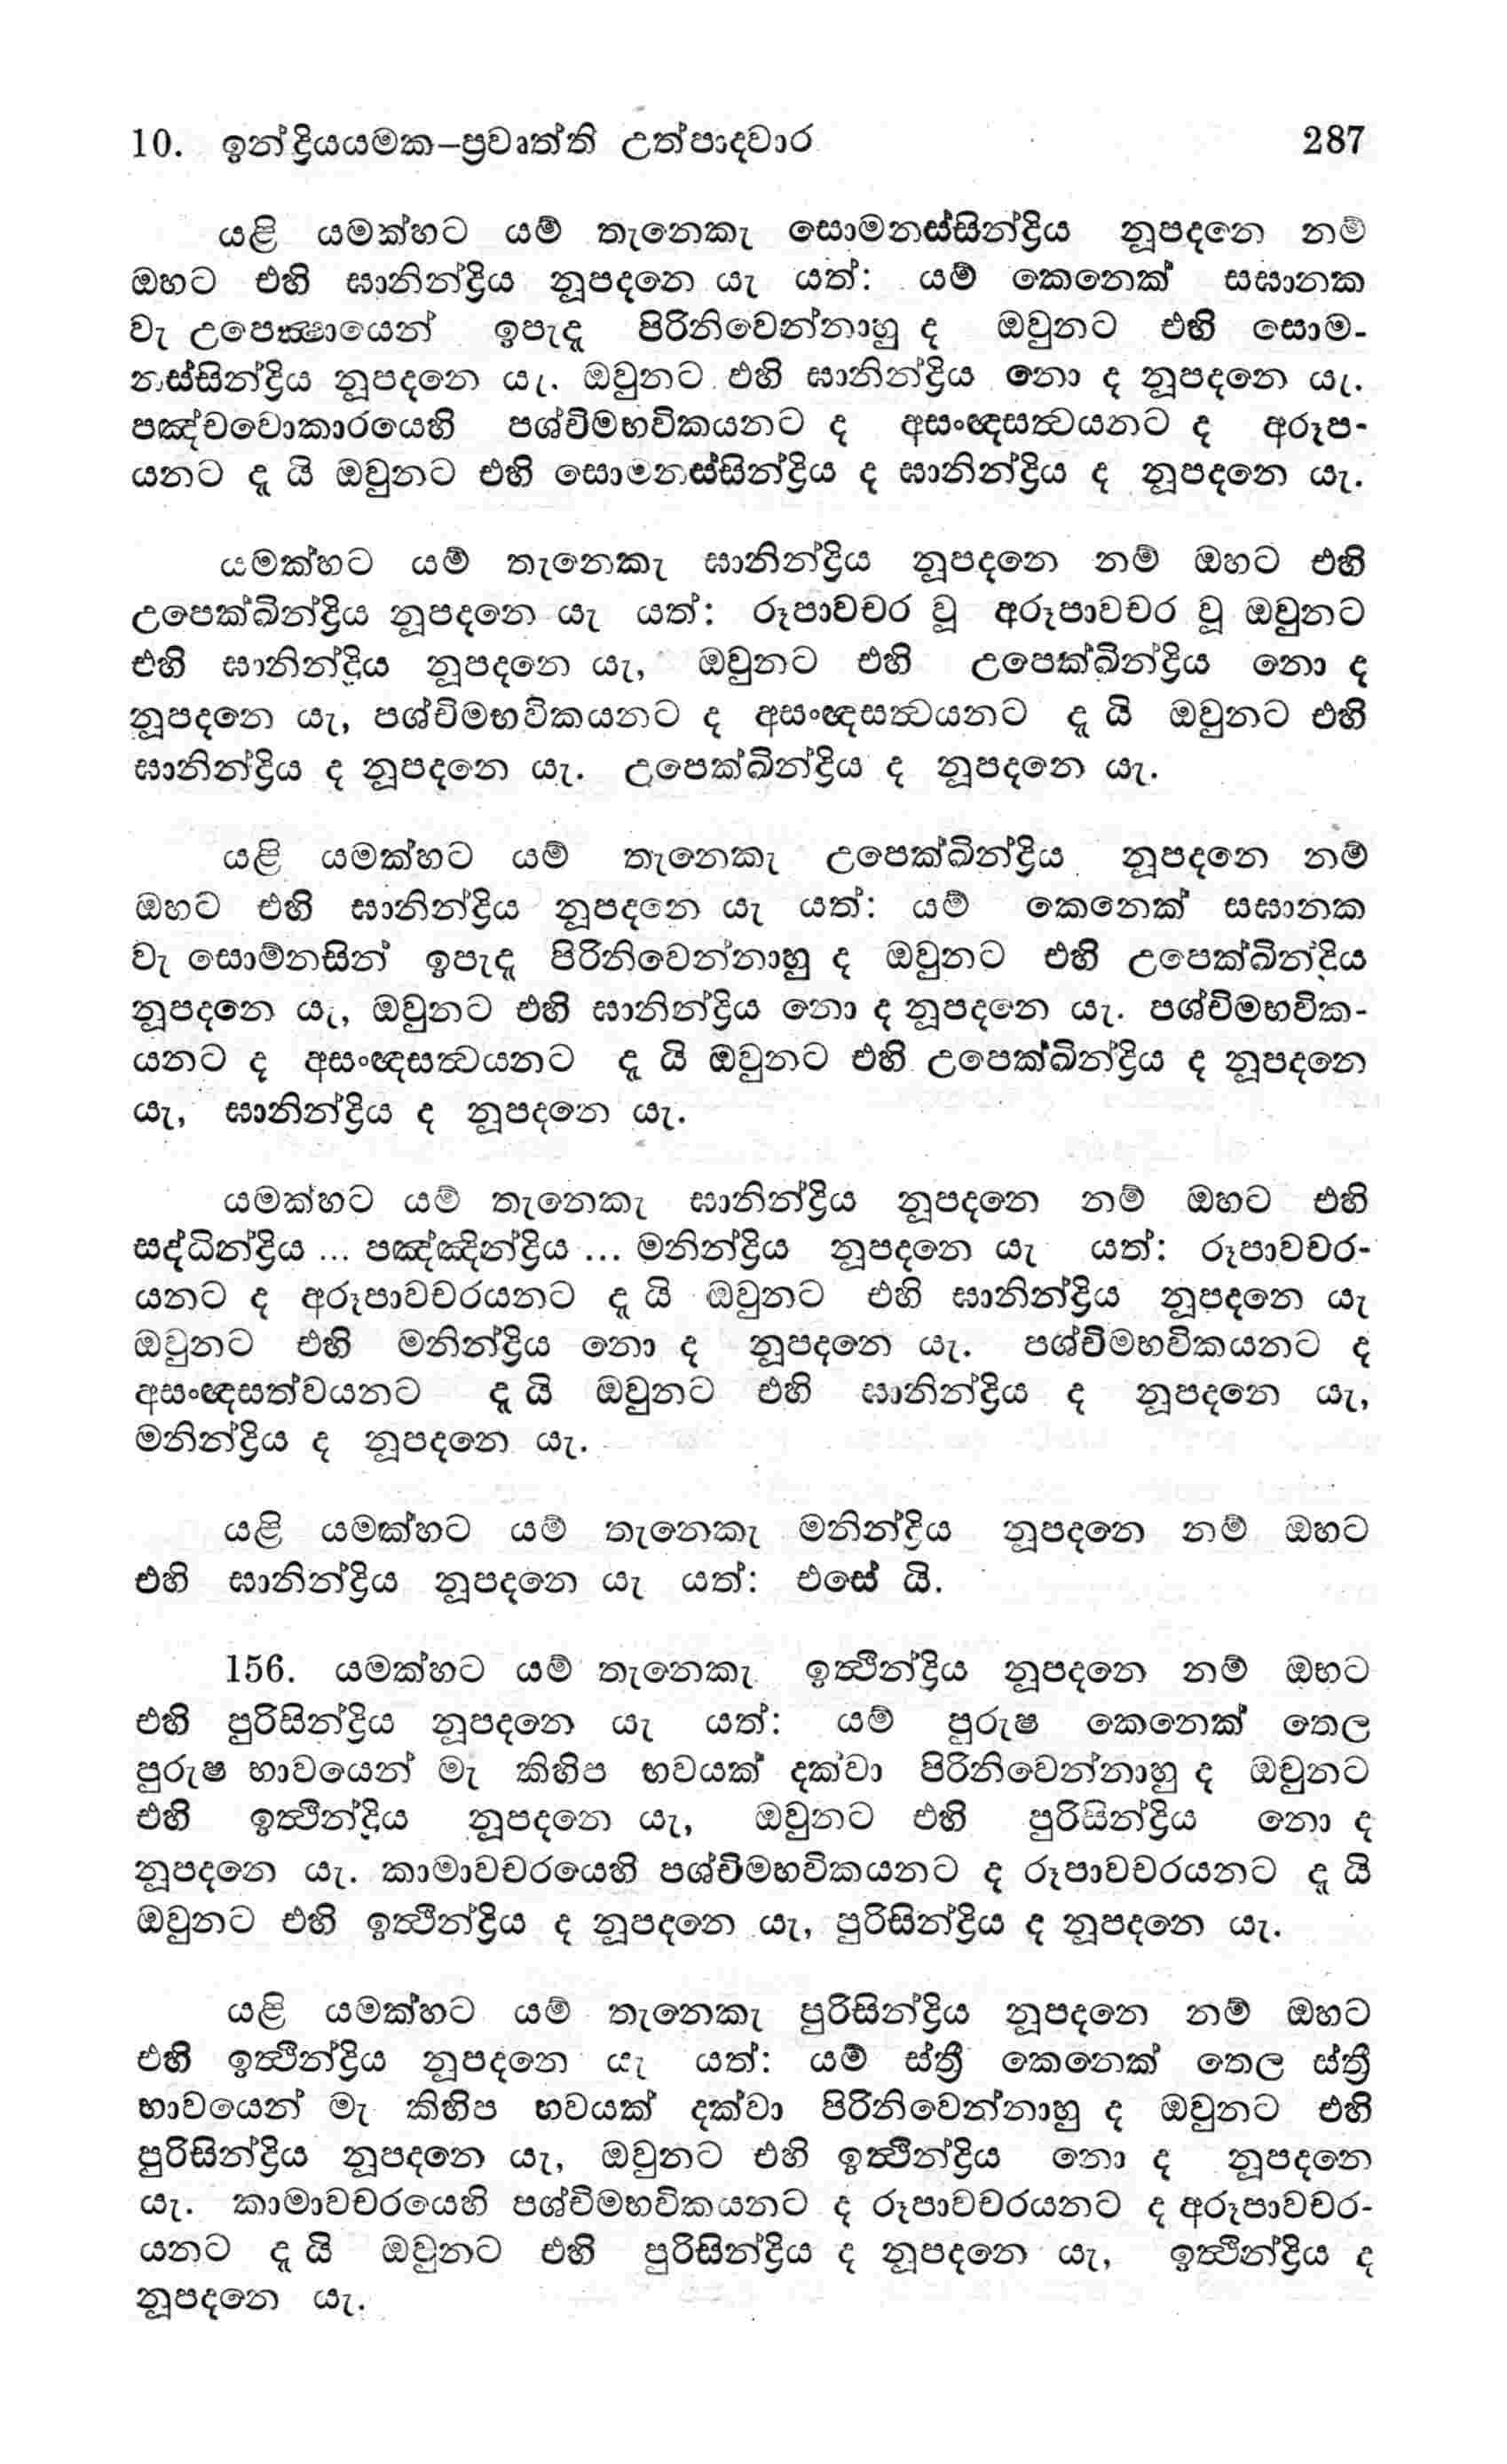 10. ඉන්ද්‍රියයමක–ප්‍රවෘත්ති උත්පාදවාර 287
යළි යමක්හට යම් තැනෙකැ සොමනස්සින්ද්‍රිය නූපදනෙ නම්
ඔහට එහි ඝානින්ද්‍රිය නූපදනෙ යැ යත්: යම් කෙනෙක් සඝානක
වැ උපෙක්‍ෂායෙන් ඉපැදැ පිරිනිවෙන්නාහු ද ඔවුනට එහි සොම-
නස්සින්ද්‍රිය නූපදනෙ යැ. ඔවුනට එහි ඝානින්ද්‍රිය නො ද නූපදනෙ යැ.
පඤ්චවොකාරයෙහි පශ්චිමභවිකයනට ද අසංඥසත්‍වයනට ද අරූප-
යනට දැ යි ඔවුනට එහි සොමනස්සින්ද්‍රිය ද ඝානින්ද්‍රිය ද නූපදනෙ යැ.
යමක්හට යම් තැනෙකැ ඝානින්ද්‍රිය නූපදනෙ නම් ඔහට එහි
උපෙක්ඛින්ද්‍රිය නූපදනෙ යැ යත්: රූපාවචර වූ අරූපාවචර වූ ඔවුනට
එහි ඝානින්ද්‍රිය නූපදනෙ යැ, ඔවුනට එහි උපෙක්ඛින්ද්‍රිය නො ද
නූපදනෙ යැ, පශ්චිමභවිකයනට ද අසංඥසත්‍වයනට දැ යි ඔවුනට එහි
ඝානින්ද්‍රිය ද නූපදනෙ යැ. උපෙක්ඛින්ද්‍රිය ද නූපදනෙ යැ.
යළි යමක්හට යම් තැනෙකැ උපෙක්ඛින්ද්‍රිය නූපදනෙ නම්
ඔහට එහි ඝානින්ද්‍රිය නූපදනෙ යැ යත්: යම් කෙනෙක් සඝානක
වැ සොම්නසින් ඉපැදැ පිරිනිවෙන්නාහු ද ඔවුනට එහි උපෙක්ඛින්ද්‍රිය
නූපදනෙ යැ, ඔවුනට එහි ඝානින්ද්‍රිය නො ද නූපදනෙ යැ. පශ්චිමභවික-
යනට ද අසංඥසත්‍වයනට දැ යි ඔවුනට එහි උපෙක්ඛින්ද්‍රිය ද නූපදනෙ
යැ, ඝානින්ද්‍රිය ද නූපදනෙ යැ.
යමක්හට යම් තැනෙකැ ඝානින්ද්‍රිය නූපදනෙ නම් ඔහට එහි
සද්ධින්ද්‍රිය ... පඤ්ඤින්ද්‍රිය ... මනින්ද්‍රිය නූපදනෙ යැ යත්: රූපාවචර-
යනට ද අරූපාවචරයනට දැ යි ඔවුනට එහි ඝානින්ද්‍රිය නූපදනෙ යැ
ඔවුනට එහි මනින්ද්‍රිය නො ද නූපදනෙ යැ. පශ්චිමභවිකයනට ද
අසංඥසත්වයනට දැ යි ඔවුනට එහි ඝානින්ද්‍රිය ද නූපදනෙ යැ,
මනින්ද්‍රිය ද නූපදනෙ යැ.
යළි යමක්හට යම් තැනෙකැ මනින්ද්‍රිය නූපදනෙ නම් ඔහට
එහි ඝානින්ද්‍රිය නූපදනෙ යැ යත්: එසේ යි.
156. යමක්හට යම් තැනෙකැ ඉත්‍ථින්ද්‍රිය නූපදනෙ නම් ඔහට
එහි පුරිසින්ද්‍රිය නූපදනෙ යැ යත්: යම් පුරුෂ කෙනෙක් තෙල
පුරුෂ භාවයෙන් මැ කිහිප භවයක් දක්වා පිරිනිවෙන්නාහු ද ඔවුනට
එහි ඉත්‍ථින්ද්‍රිය නූපදනෙ යැ, ඔවුනට එහි පුරිසින්ද්‍රිය නො ද
නූපදනෙ යැ. කාමාවචරයෙහි පශ්චිමභවිකයනට ද රූපාවචරයනට දැ යි
ඔවුනට එහි ඉත්‍ථින්ද්‍රිය ද නූපදනෙ යැ, පුරිසින්ද්‍රිය ද නූපදනෙ යැ.
යළි යමක්හට යම් තැනෙකැ පුරිසින්ද්‍රිය නූපදනෙ නම් ඔහට
එහි ඉත්‍ථින්ද්‍රිය නූපදනෙ යැ යත්: යම් ස්ත්‍රී කෙනෙක් තෙල ස්ත්‍රී
භාවයෙන් මැ කිහිප භවයක් දක්වා පිරිනිවෙන්නාහු ද ඔවුනට එහි
පුරිසින්ද්‍රිය නූපදනෙ යැ, ඔවුනට එහි ඉත්‍ථින්ද්‍රිය නො ද නූපදනෙ
යැ. කාමාවචරයෙහි පශ්චිමභවිකයනට ද රූපාවචරයනට ද අරූපාවචර-
යනට දැ යි ඔවුනට එහි පුරිසින්ද්‍රිය ද නූපදනෙ යැ, ඉත්‍ථින්ද්‍රිය ද
නූපදනෙ යැ.